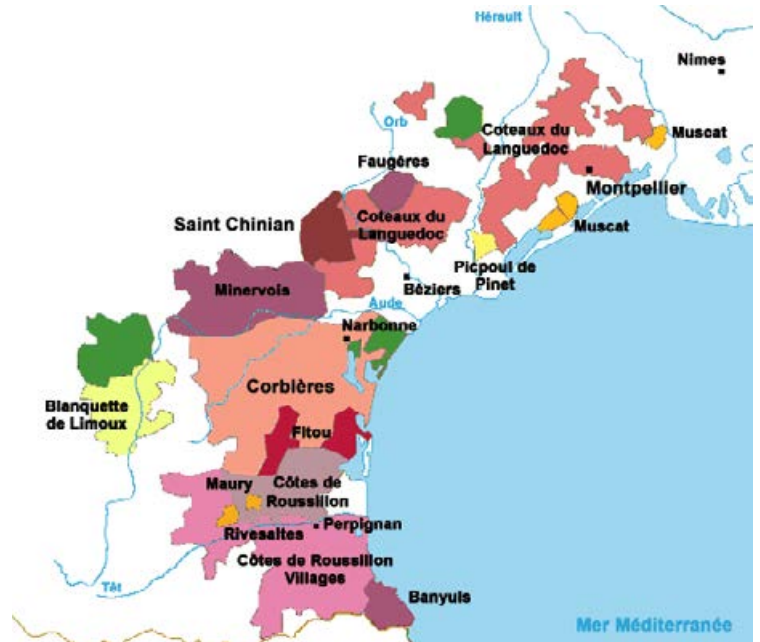 Hérault
Nimes
Orb
Coteaux du
Languedoc
Muscat
Faugères
Montpellier
Saint Chinian
Coteaux du
Languedoc
Muscat
Picpoul de
Pinet
Minervois
Béziers
Aude
Narbonne
Corbières
Blanquette
de Limoux
Fitou
Maury
Côtes de
Roussillon
Rivesaltes
Perpignan
Côtes de Roussillon
Villages
Têt
Banyuls
Mer Méditerranée